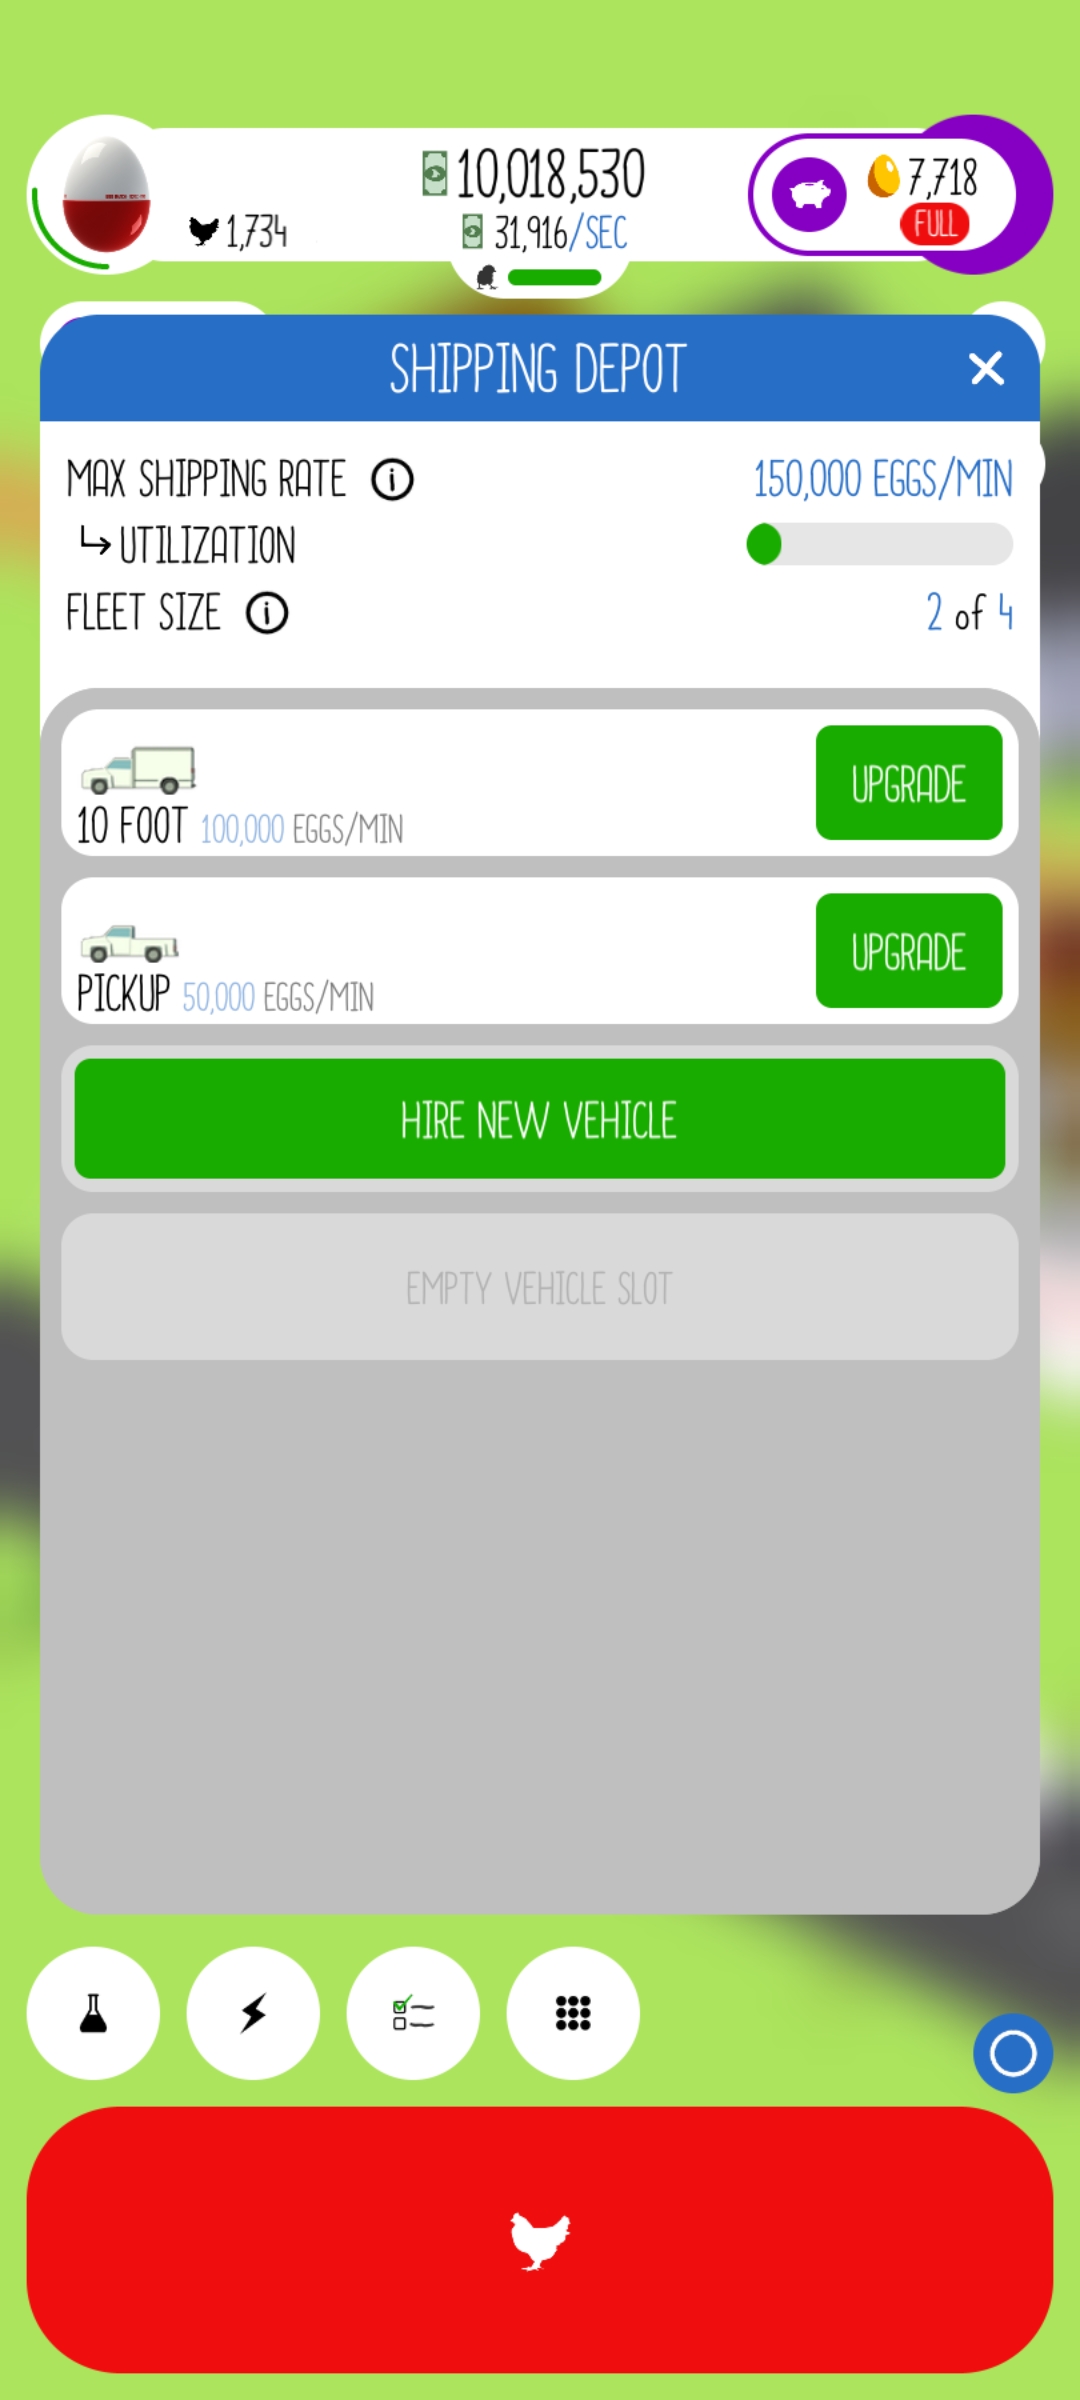 10,018,530
7,718
1,734
31,916/SEC
FULL
SHIPPING DEPOT
MAX SHIPPING RATE
150,000 EGGS/MIN
UTILIZATION
FLEET SIZE
2 of 4
10 FOOT 100,000 EGGS/MIN
UPGRADE
PICKUP 50,000 EGGS/MIN
UPGRADE
HIRE NEW VEHICLE
EMPTY VEHICLE SLOT